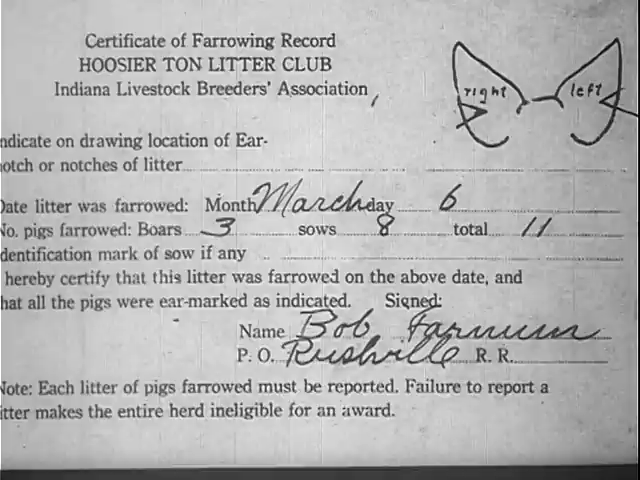 Certificate of Farrowing Record
HOOSIER TON LITTER CLUB
Indiana Livestock Breeders' Association
right left
ndicate on drawing location of Ear-
otch or notches of litter
Date litter was farrowed: Month March day 6
No. pigs farrowed: Boars 3 sows 8 total 11
dentification mark of sow if any
hereby certify that this litter was farrowed on the above date, and
hat all the pigs were ear-marked as indicated. Signed:
Name Bob Farnum
P. O. Rushville R. R.
Note: Each litter of pigs farrowed must be reported. Failure to report a
itter makes the entire herd ineligible for an award.